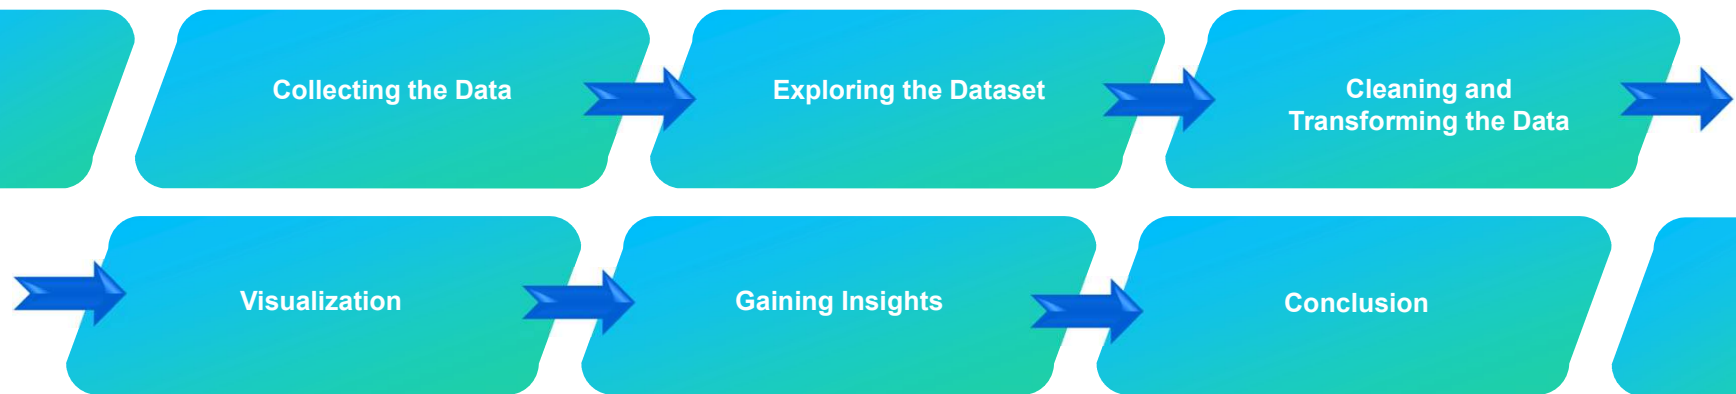 Collecting the Data
Exploring the Dataset
Cleaning and
Transforming the Data
Visualization
Gaining Insights
Conclusion